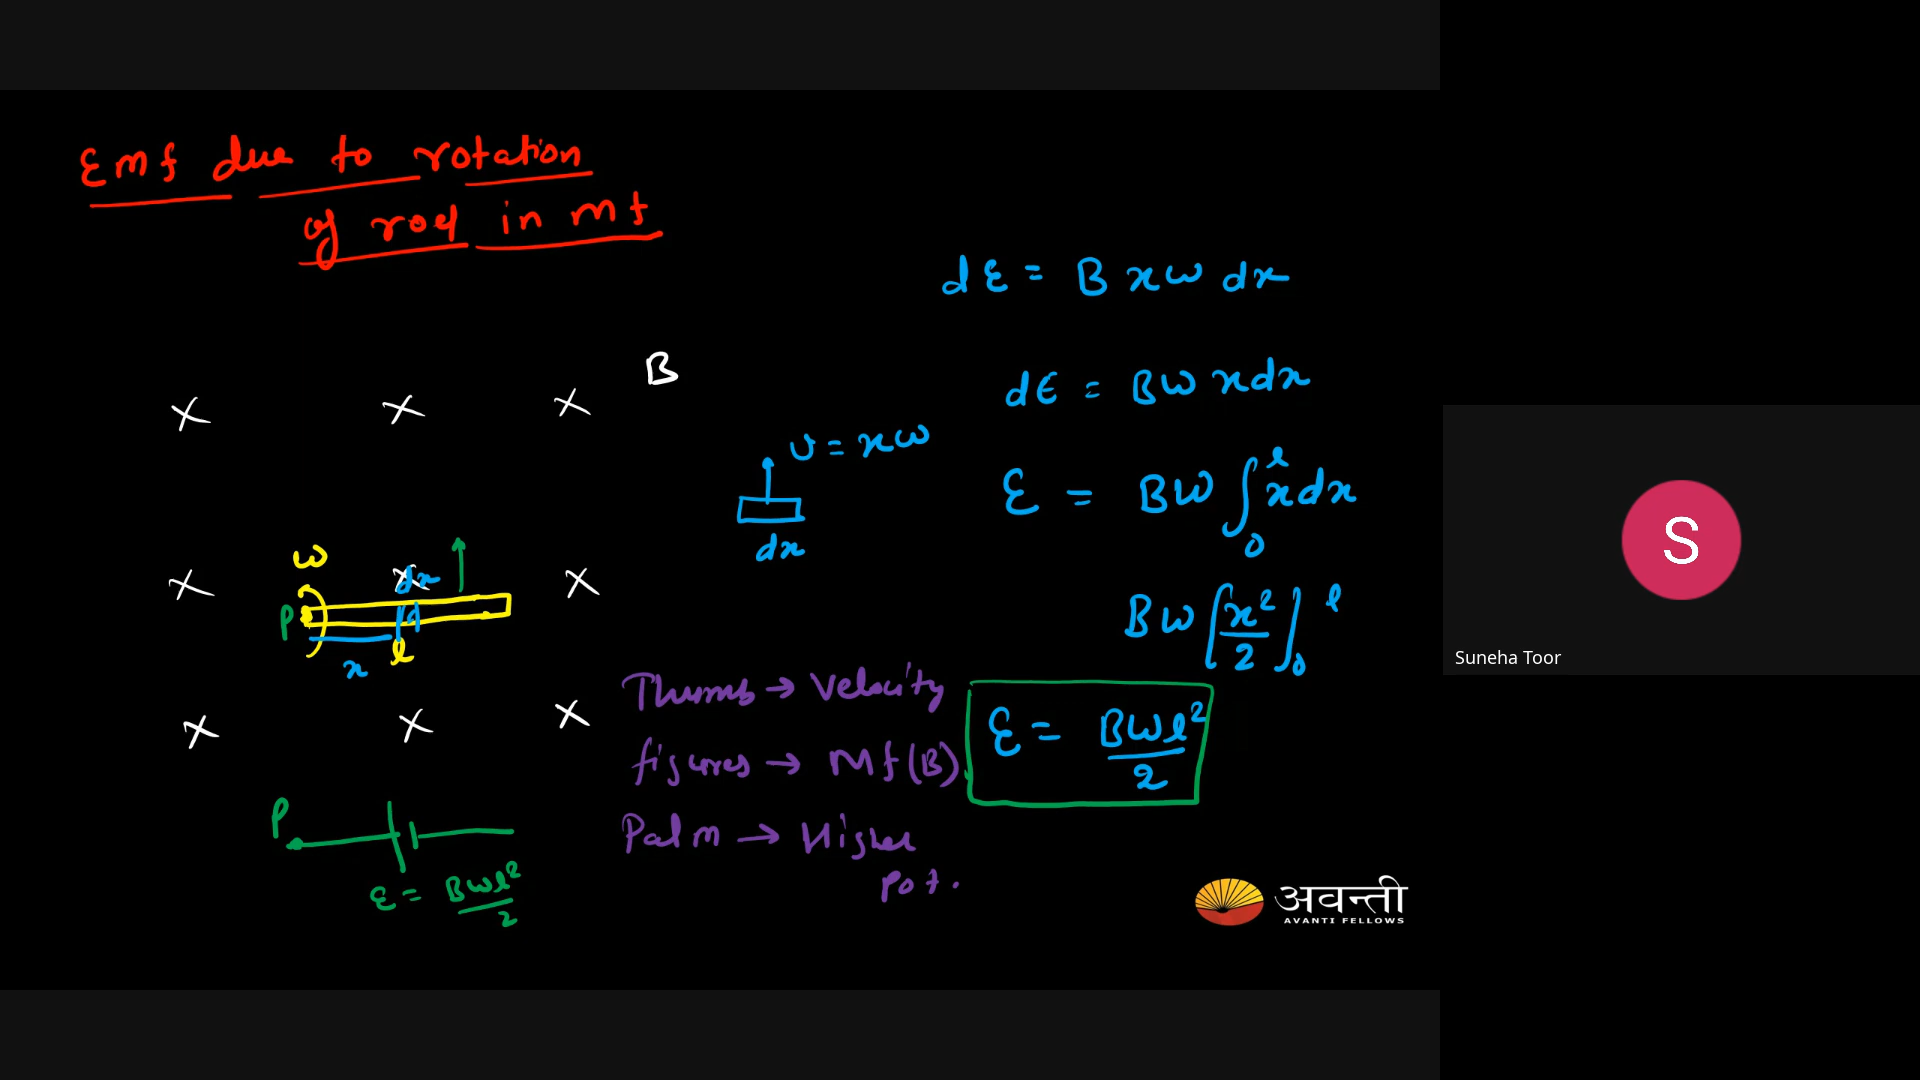 Emf due to rotation
of rod in mf
dε = B xω dx
B
dε = Bω xdx
v = xω
ε = Bω ∫₀ˡ xdx
dx
ω
dx
P
l
x
Bω [x²/2]₀ˡ
Thumb → Velocity
figures → Mf (B)
Palm → Higher
Pot.
ε = Bωl²/2
P
ε = Bωl²/2
अवन्ती
AVANTI FELLOWS
S
Suneha Toor